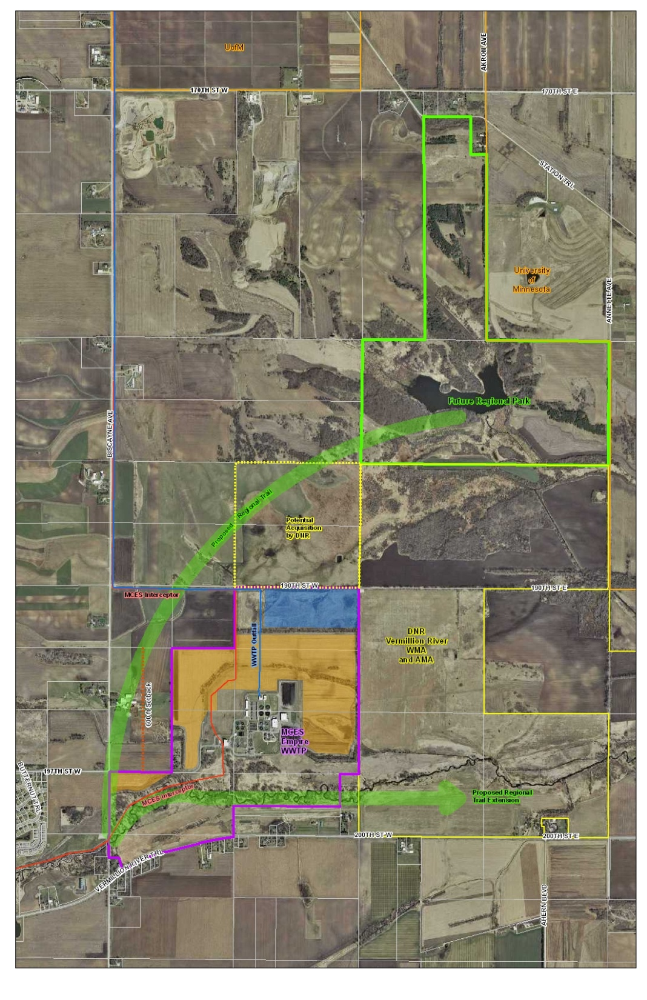 UofM
AKRON AVE
170TH ST W
170TH ST E
STATION TRL
University
of
Minnesota
ANNETTE AVE
Future Regional Park
BISCAYNE AVE
Proposed Regional Trail
Potential
Acquisition
by DNR
190TH ST W
190TH ST E
MCES Interceptor
WWTP Outfall
DNR
Vermillion River
WMA
and AMA
600 ft Setback
MCES
Empire
WWTP
197TH ST W
BUTTERNUT TRL
MCES Interceptor
Proposed Regional
Trail Extension
200TH ST W
200TH ST E
VERMILLION RIVER TRL
AHERN BLVD